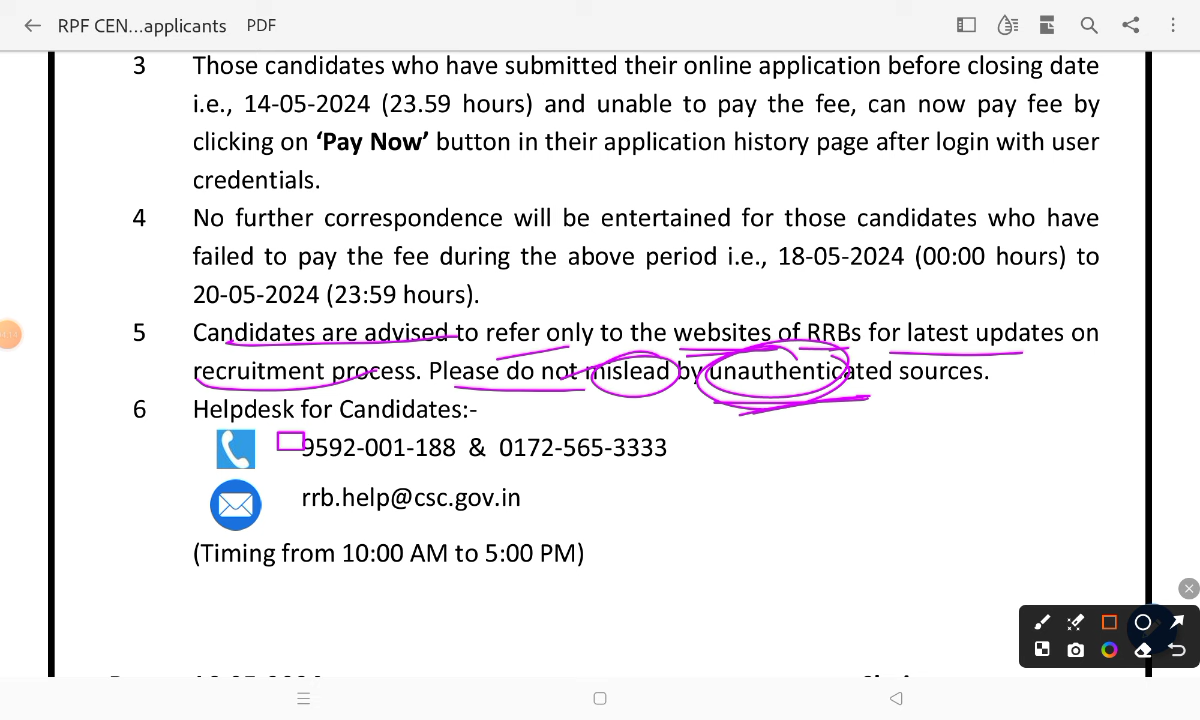 RPF CEN...applicants PDF
3 Those candidates who have submitted their online application before closing date
i.e., 14-05-2024 (23.59 hours) and unable to pay the fee, can now pay fee by
clicking on ‘Pay Now’ button in their application history page after login with user
credentials.
4 No further correspondence will be entertained for those candidates who have
failed to pay the fee during the above period i.e., 18-05-2024 (00:00 hours) to
20-05-2024 (23:59 hours).
5 Candidates are advised to refer only to the websites of RRBs for latest updates on
recruitment process. Please do not mislead by unauthenticated sources.
6 Helpdesk for Candidates:-
9592-001-188 & 0172-565-3333
rrb.help@csc.gov.in
(Timing from 10:00 AM to 5:00 PM)